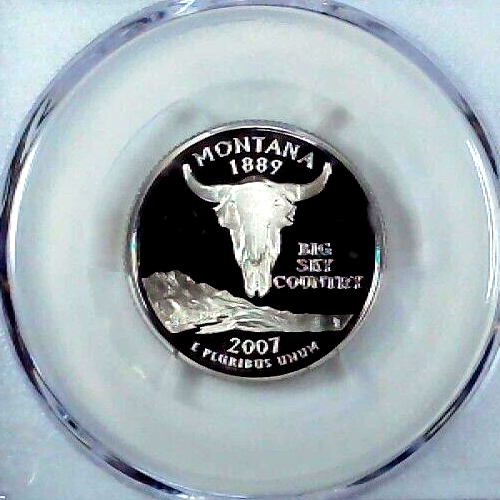 MONTANA
1889
BIG
SKY
COUNTRY
2007
E PLURIBUS UNUM